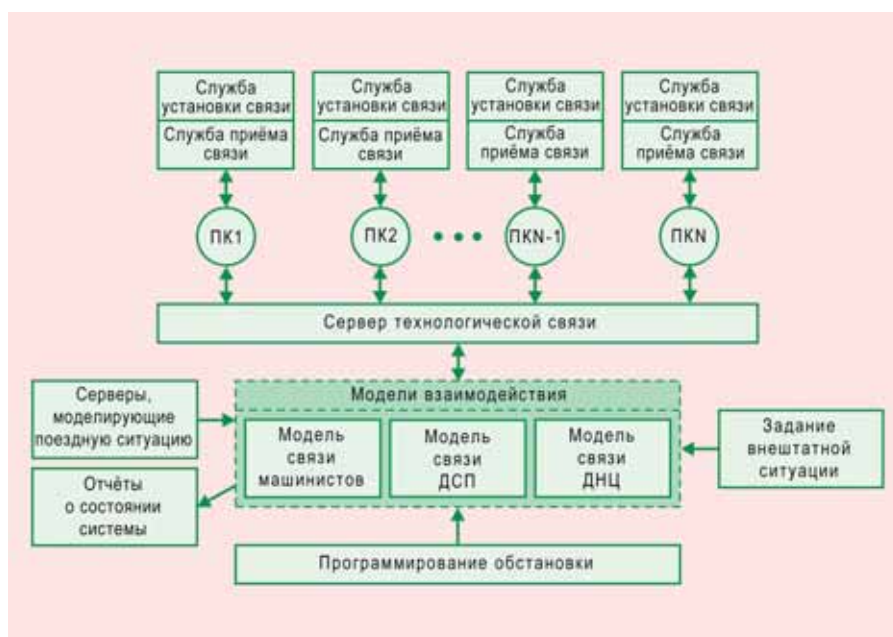 Служба
установки связи
Служба приёма
связи
Служба
установки связи
Служба приёма
связи
Служба
установки связи
Служба
приёма связи
Служба
установки связи
Служба
приёма связи
ПК1
ПК2
ПКN-1
ПКN
Сервер технологической связи
Модели взаимодействия
Серверы,
моделирующие
поездную ситуацию
Модель
связи
машинистов
Модель
связи
ДСП
Модель
связи
ДНЦ
Задание
внештатной
ситуации
Отчёты
о состоянии
системы
Программирование обстановки